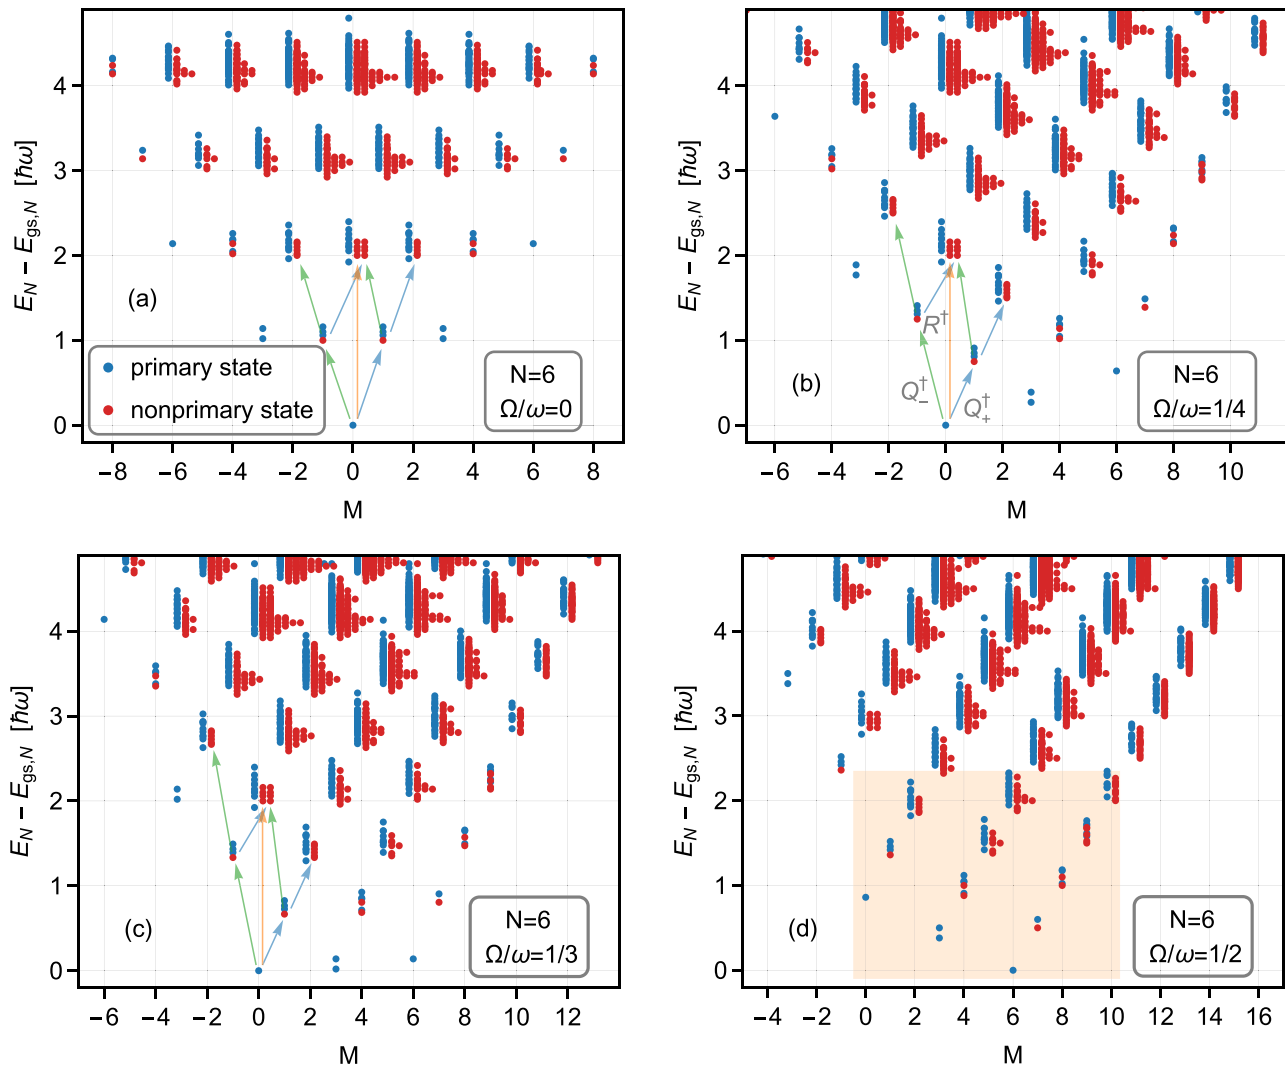 E_N − E_gs,N [ħω]
4
3
2
1
0
(a)
primary state
nonprimary state
N=6
Ω/ω=0
−8 −6 −4 −2 0 2 4 6 8
M
E_N − E_gs,N [ħω]
4
3
2
1
0
(b)
R†
Q†−
Q†+
N=6
Ω/ω=1/4
−6 −4 −2 0 2 4 6 8 10
M
E_N − E_gs,N [ħω]
4
3
2
1
0
(c)
N=6
Ω/ω=1/3
−6 −4 −2 0 2 4 6 8 10 12
M
E_N − E_gs,N [ħω]
4
3
2
1
0
(d)
N=6
Ω/ω=1/2
−4 −2 0 2 4 6 8 10 12 14 16
M